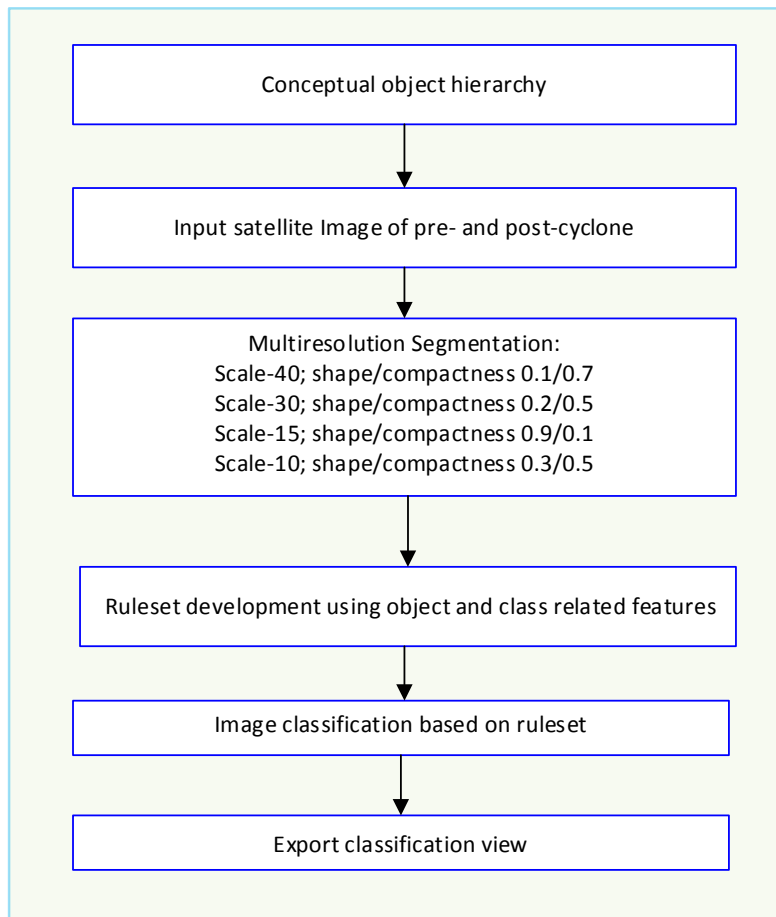 Conceptual object hierarchy
Input satellite Image of pre- and post-cyclone
Multiresolution Segmentation:
Scale-40; shape/compactness 0.1/0.7
Scale-30; shape/compactness 0.2/0.5
Scale-15; shape/compactness 0.9/0.1
Scale-10; shape/compactness 0.3/0.5
Ruleset development using object and class related features
Image classification based on ruleset
Export classification view